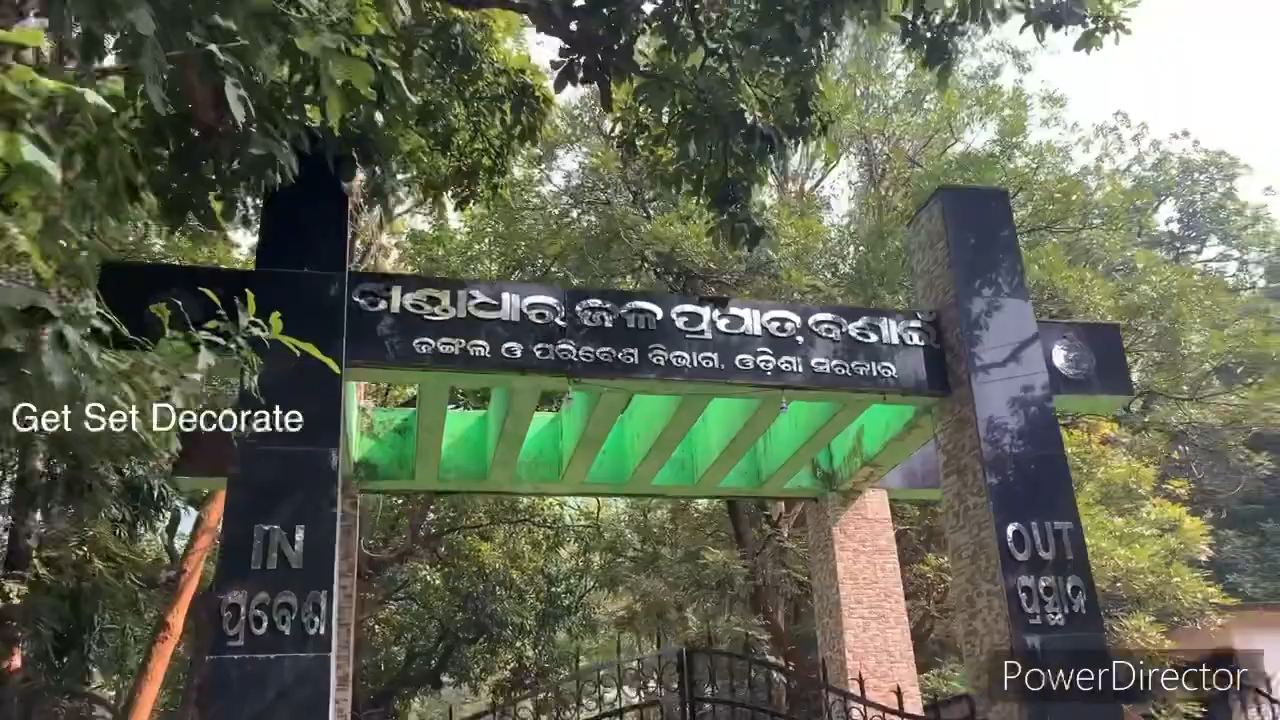 ଖଣ୍ଡାଧାର ଜଳ ପ୍ରପାତ, ବଣାଇଁ
ଜଙ୍ଗଲ ଓ ପରିବେଶ ବିଭାଗ, ଓଡ଼ିଶା ସରକାର
Get Set Decorate
IN
ପ୍ରବେଶ
OUT
ପ୍ରସ୍ଥାନ
PowerDirector